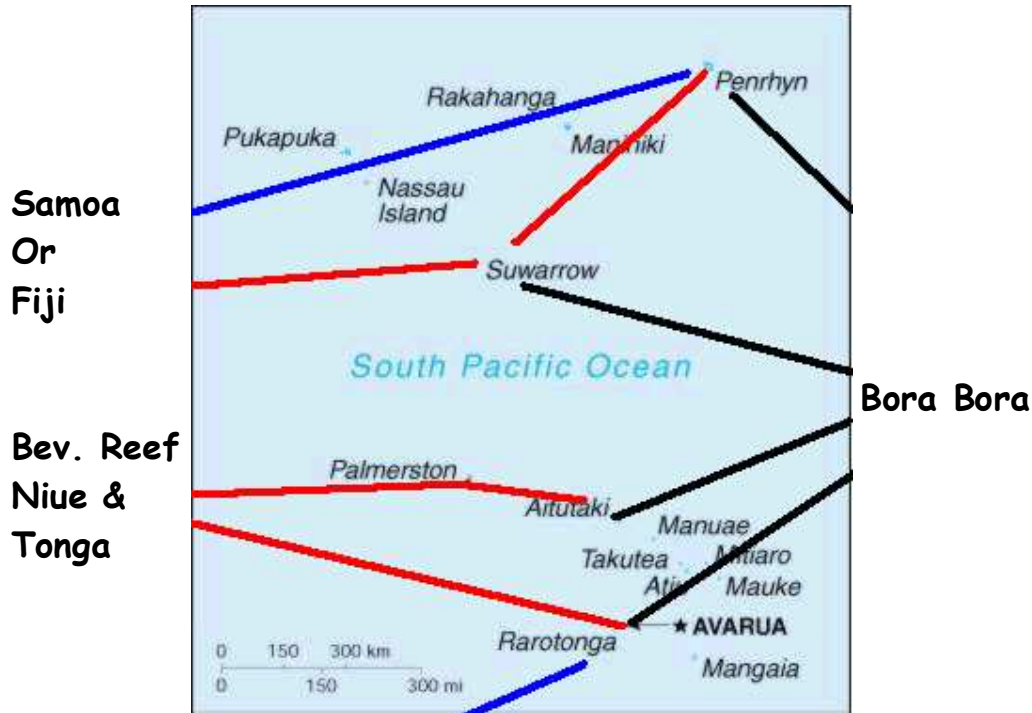 Penrhyn
Rakahanga
Pukapuka
Manihiki
Nassau
Island
Samoa
Or
Fiji
Suwarrow
South Pacific Ocean
Bora Bora
Bev. Reef
Niue &
Tonga
Palmerston
Aitutaki
Manuae
Takutea
Mitiaro
Atiu
Mauke
AVARUA
Rarotonga
Mangaia
0 150 300 km
0 150 300 mi